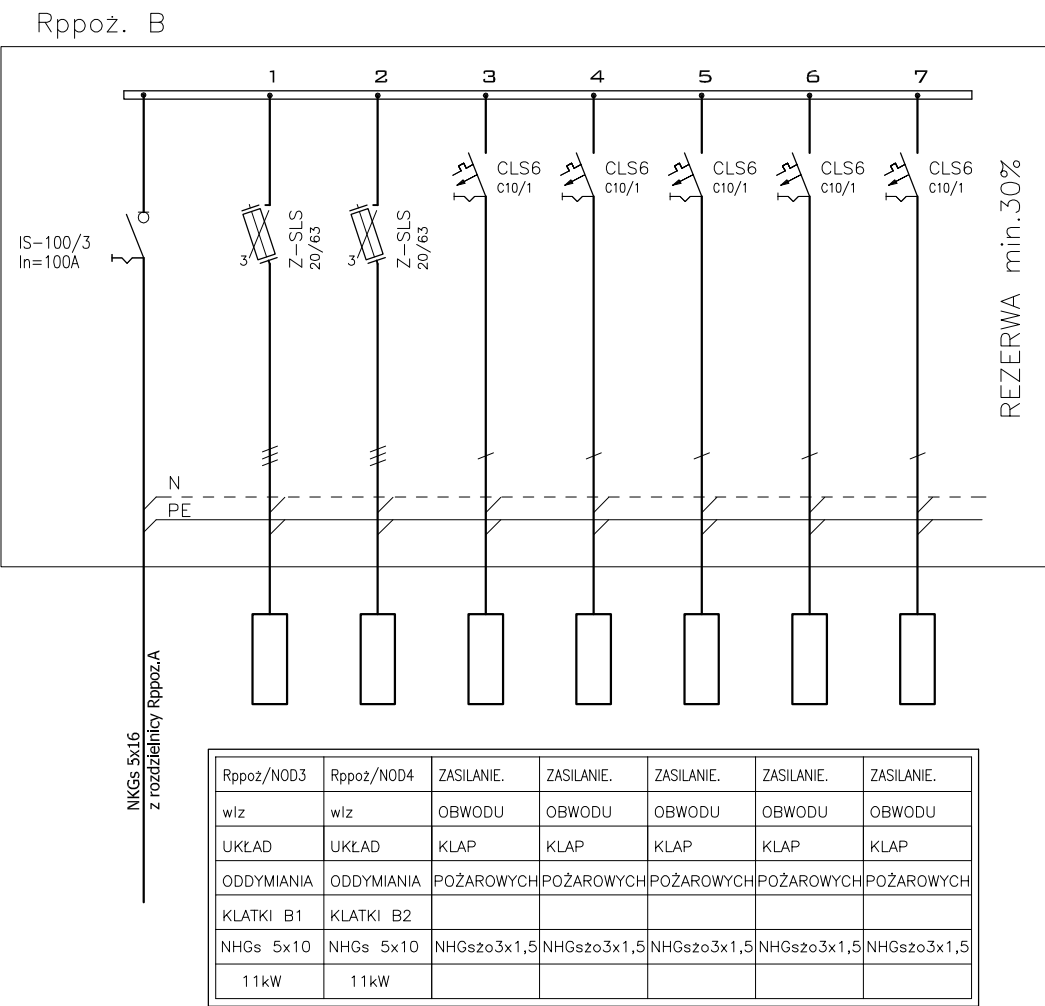 Rppoż. B
1 2 3 4 5 6 7
IS-100/3
In=100A
3
Z-SLS
20/63
3
Z-SLS
20/63
CLS6
C10/1
CLS6
C10/1
CLS6
C10/1
CLS6
C10/1
CLS6
C10/1
REZERWA min.30%
N
PE
NKGs 5x16
z rozdzielnicy Rppoz.A
Rppoż/NOD3 Rppoż/NOD4 ZASILANIE. ZASILANIE. ZASILANIE. ZASILANIE. ZASILANIE.
wlz wlz OBWODU OBWODU OBWODU OBWODU OBWODU
UKŁAD UKŁAD KLAP KLAP KLAP KLAP KLAP
ODDYMIANIA ODDYMIANIA POŻAROWYCH POŻAROWYCH POŻAROWYCH POŻAROWYCH POŻAROWYCH
KLATKI B1 KLATKI B2
NHGs 5x10 NHGs 5x10 NHGsżo3x1,5 NHGsżo3x1,5 NHGsżo3x1,5 NHGsżo3x1,5 NHGsżo3x1,5
11kW 11kW